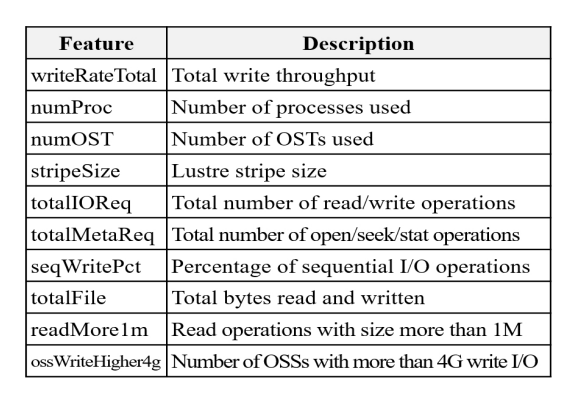 Feature Description
writeRateTotal Total write throughput
numProc Number of processes used
numOST Number of OSTs used
stripeSize Lustre stripe size
totalIOReq Total number of read/write operations
totalMetaReq Total number of open/seek/stat operations
seqWritePct Percentage of sequential I/O operations
totalFile Total bytes read and written
readMore1m Read operations with size more than 1M
ossWriteHigher4g Number of OSSs with more than 4G write I/O